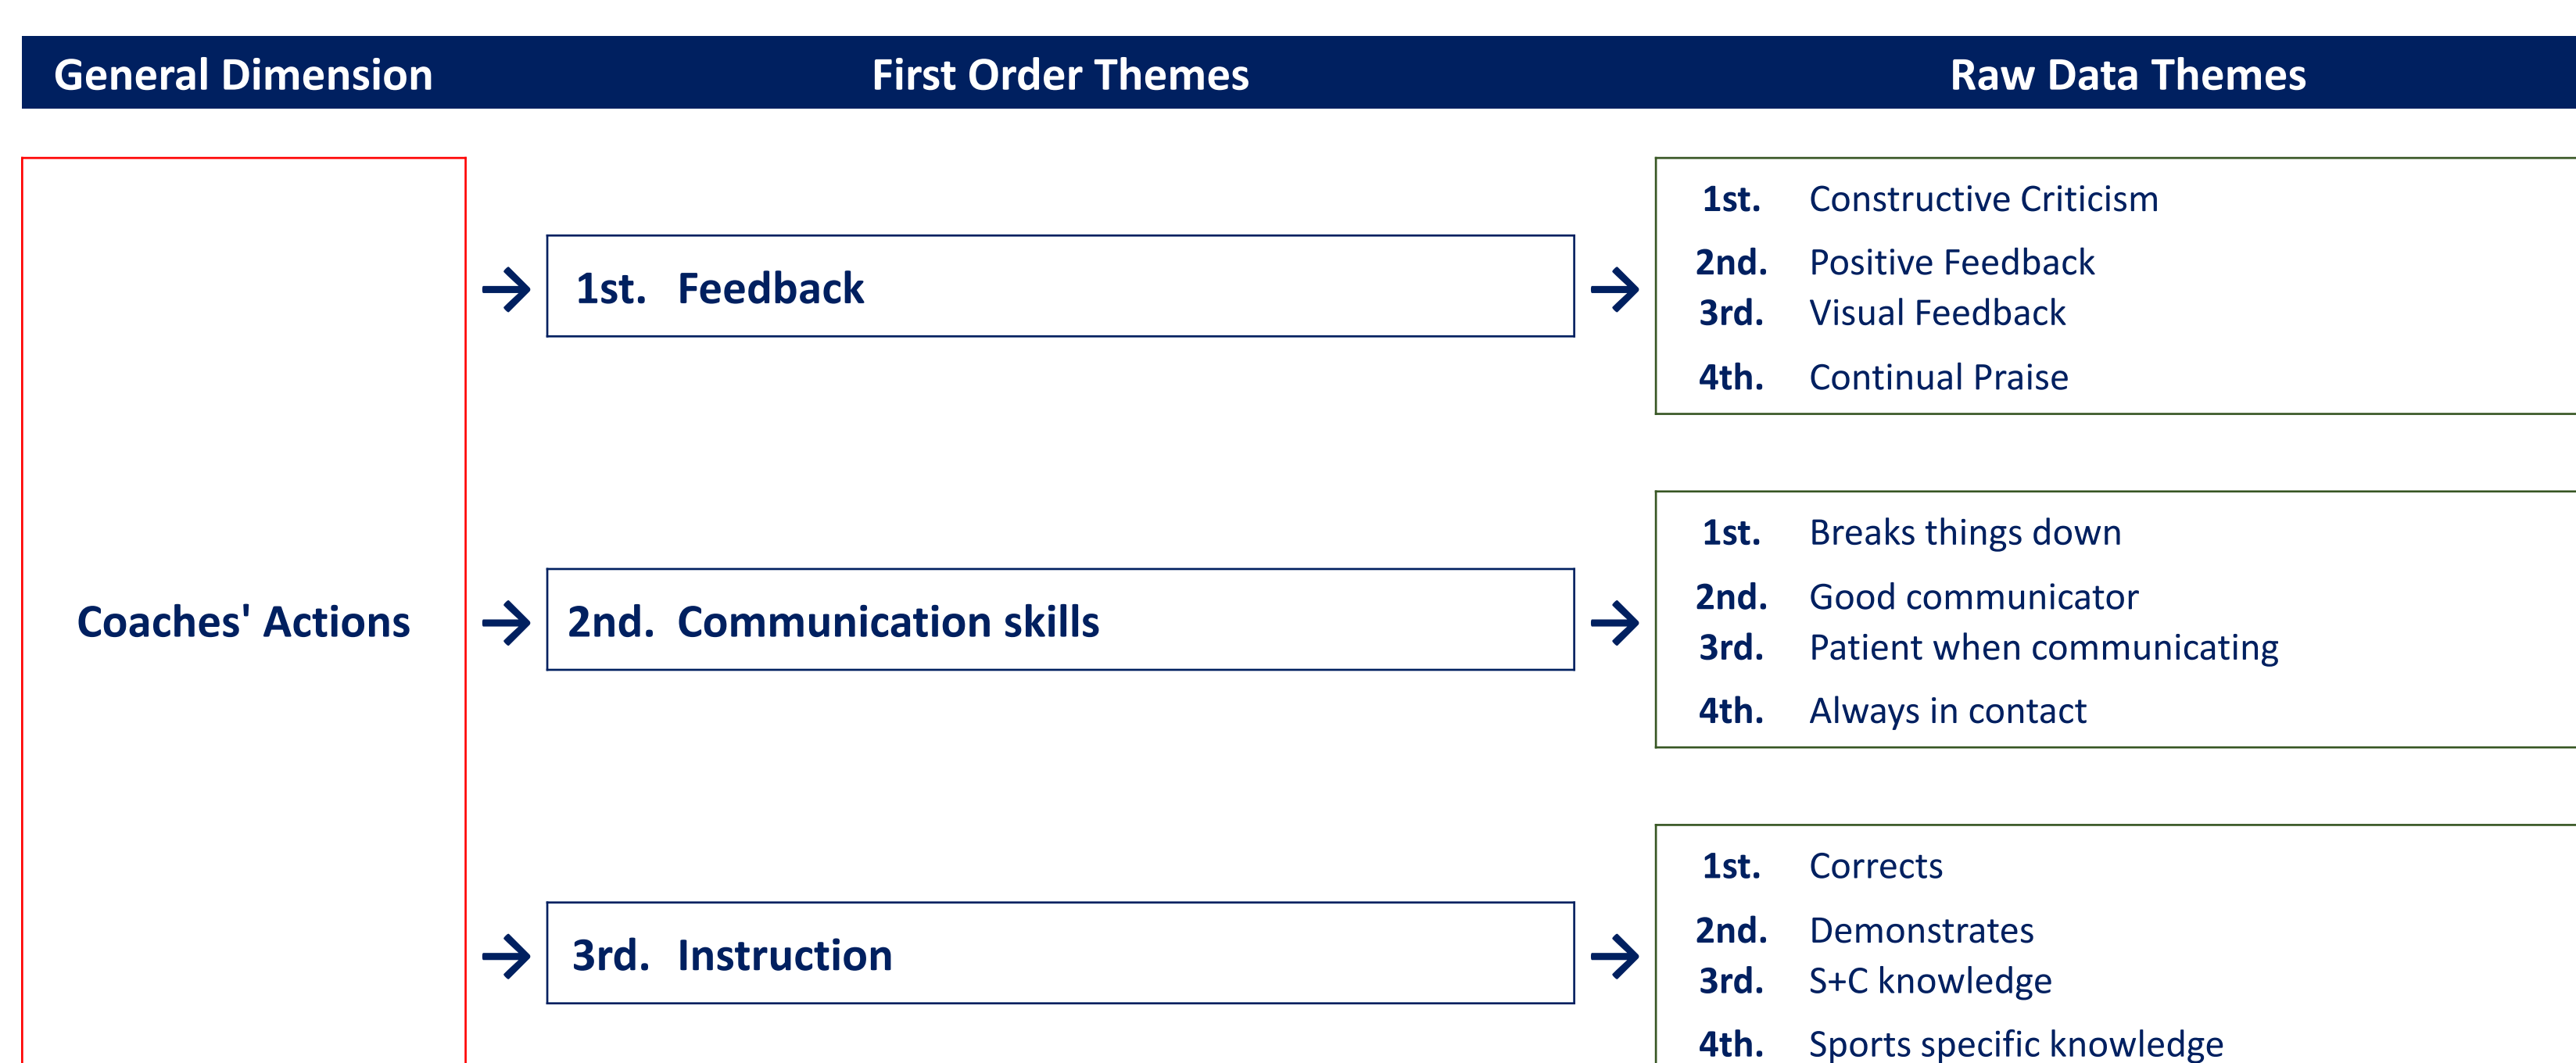 General Dimension First Order Themes Raw Data Themes
1st. Constructive Criticism
2nd. Positive Feedback
1st. Feedback
3rd. Visual Feedback
4th. Continual Praise
1st. Breaks things down
2nd. Good communicator
Coaches' Actions 2nd. Communication skills
3rd. Patient when communicating
4th. Always in contact
1st. Corrects
2nd. Demonstrates
3rd. Instruction
3rd. S+C knowledge
4th. Sports specific knowledge